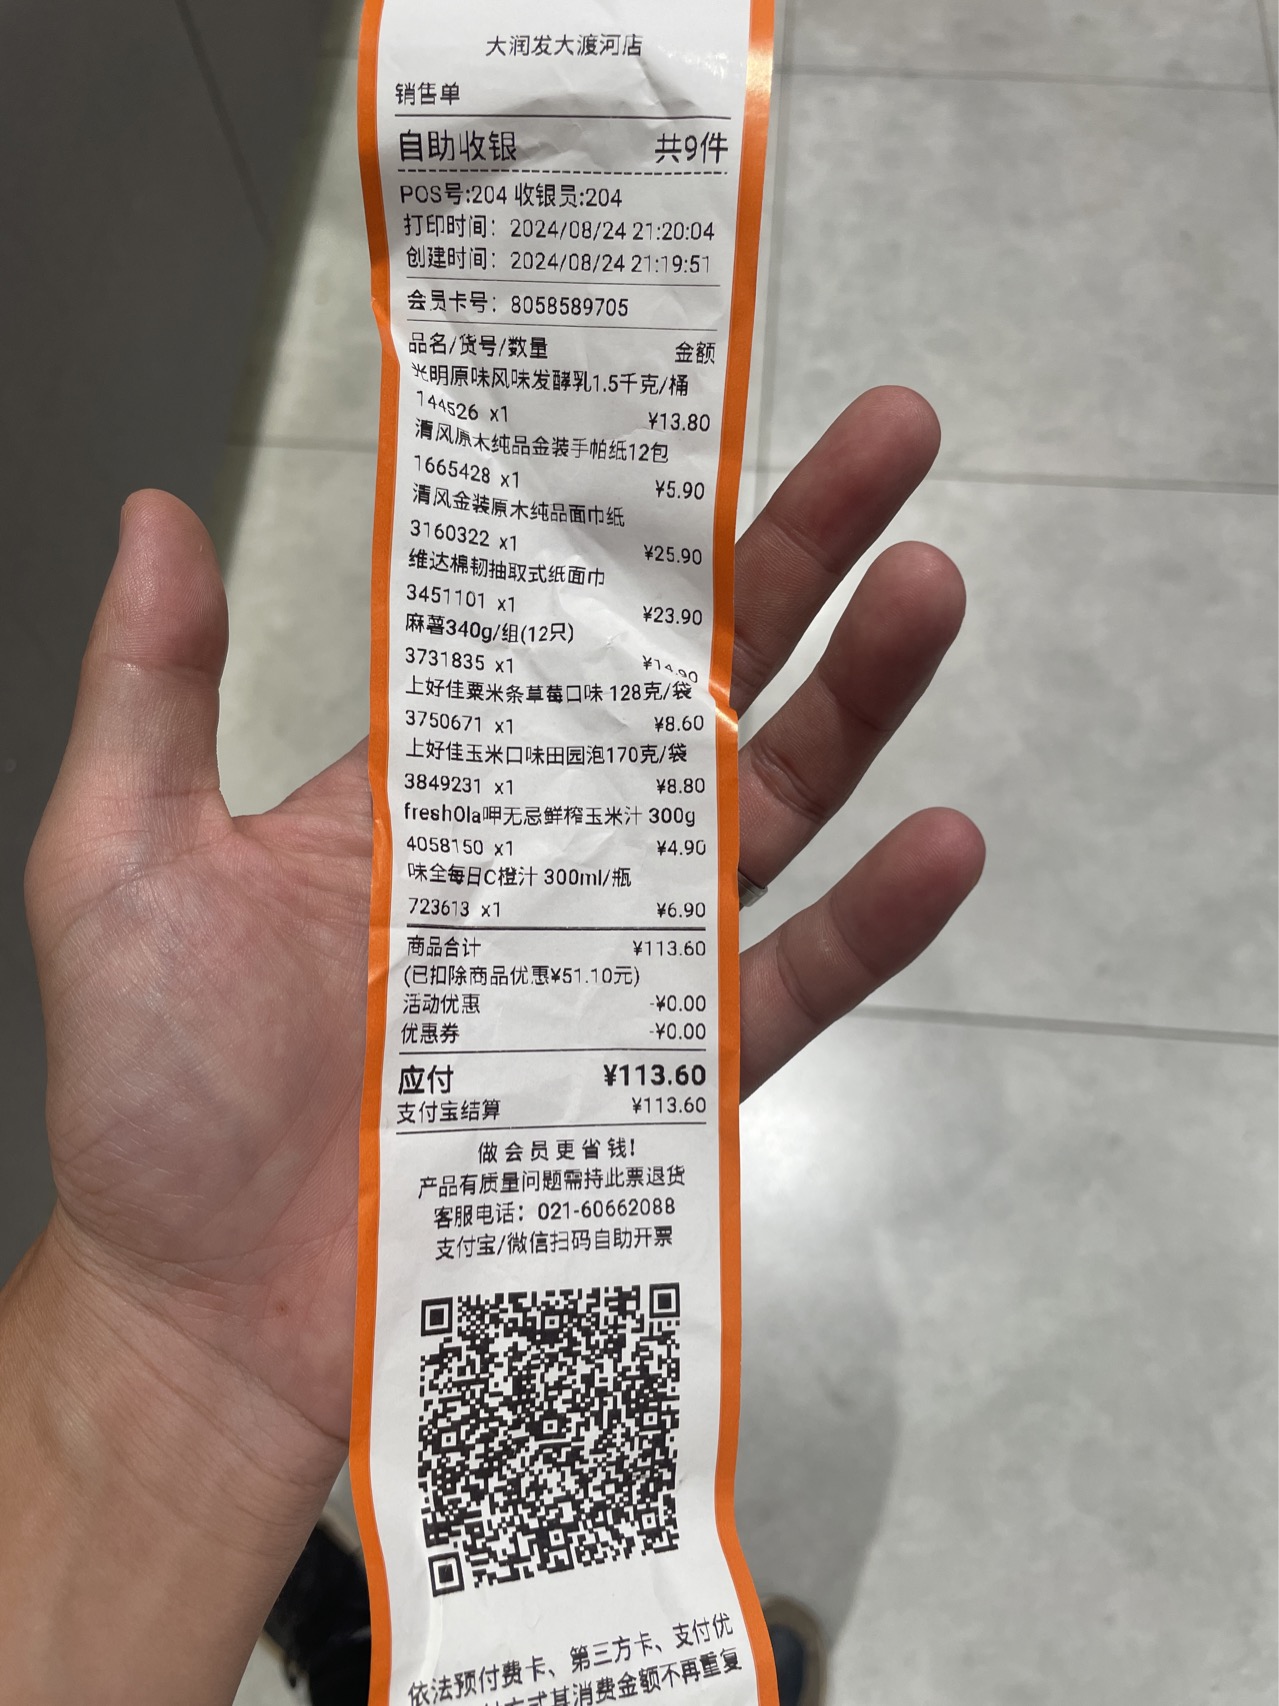 大润发大渡河店
销售单
自助收银 共9件
POS号:204 收银员:204
打印时间：2024/08/24 21:20:04
创建时间：2024/08/24 21:19:51
会员卡号：8058589705
品名/货号/数量 金额
光明原味风味发酵乳1.5千克/桶
144526 x1 ¥13.80
清风原木纯品金装手帕纸12包
1665428 x1 ¥5.90
清风金装原木纯品面巾纸
3160322 x1 ¥25.90
维达棉韧抽取式纸面巾
3451101 x1 ¥23.90
麻薯340g/组(12只)
3731835 x1 ¥14.90
上好佳粟米条草莓口味 128克/袋
3750671 x1 ¥8.60
上好佳玉米口味田园泡170克/袋
3849231 x1 ¥8.80
freshOla呷无忌鲜榨玉米汁 300g
4058150 x1 ¥4.90
味全每日C橙汁 300ml/瓶
723613 x1 ¥6.90
商品合计 ¥113.60
(已扣除商品优惠¥51.10元)
活动优惠 -¥0.00
优惠券 -¥0.00
应付 ¥113.60
支付宝结算 ¥113.60
做会员更省钱!
产品有质量问题需持此票退货
客服电话：021-60662088
支付宝/微信扫码自助开票
依法预付费卡、第三方卡、支付优
方式其消费金额不再重复